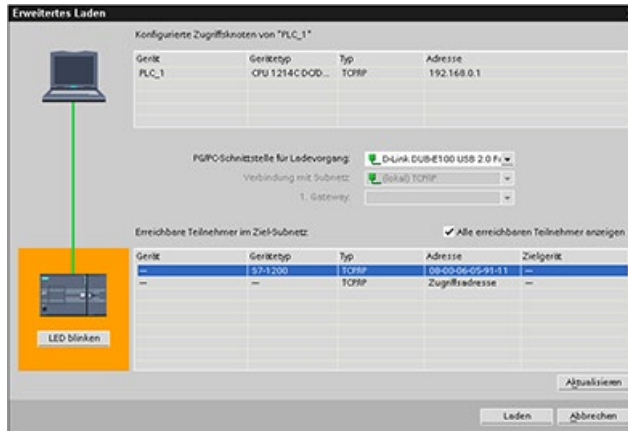 Erweitertes Laden
Konfigurierte Zugriffsknoten von "PLC_1"
Gerät Gerätetyp Typ Adresse
PLC_1 CPU 1214C DC/D... TCP/IP 192.168.0.1
PG/PC-Schnittstelle für Ladevorgang: D-Link DUB-E100 USB 2.0 Fa
Verbindung mit Subnetz: (lokal) TCP/IP
1. Gateway:
Erreichbare Teilnehmer im Ziel-Subnetz: Alle erreichbaren Teilnehmer anzeigen
Gerät Gerätetyp Typ Adresse Zielgerät
— S7-1200 TCP/IP 08-00-06-05-91-11 —
— — TCP/IP Zugriffsadresse —
LED blinken
Aktualisieren
Laden Abbrechen